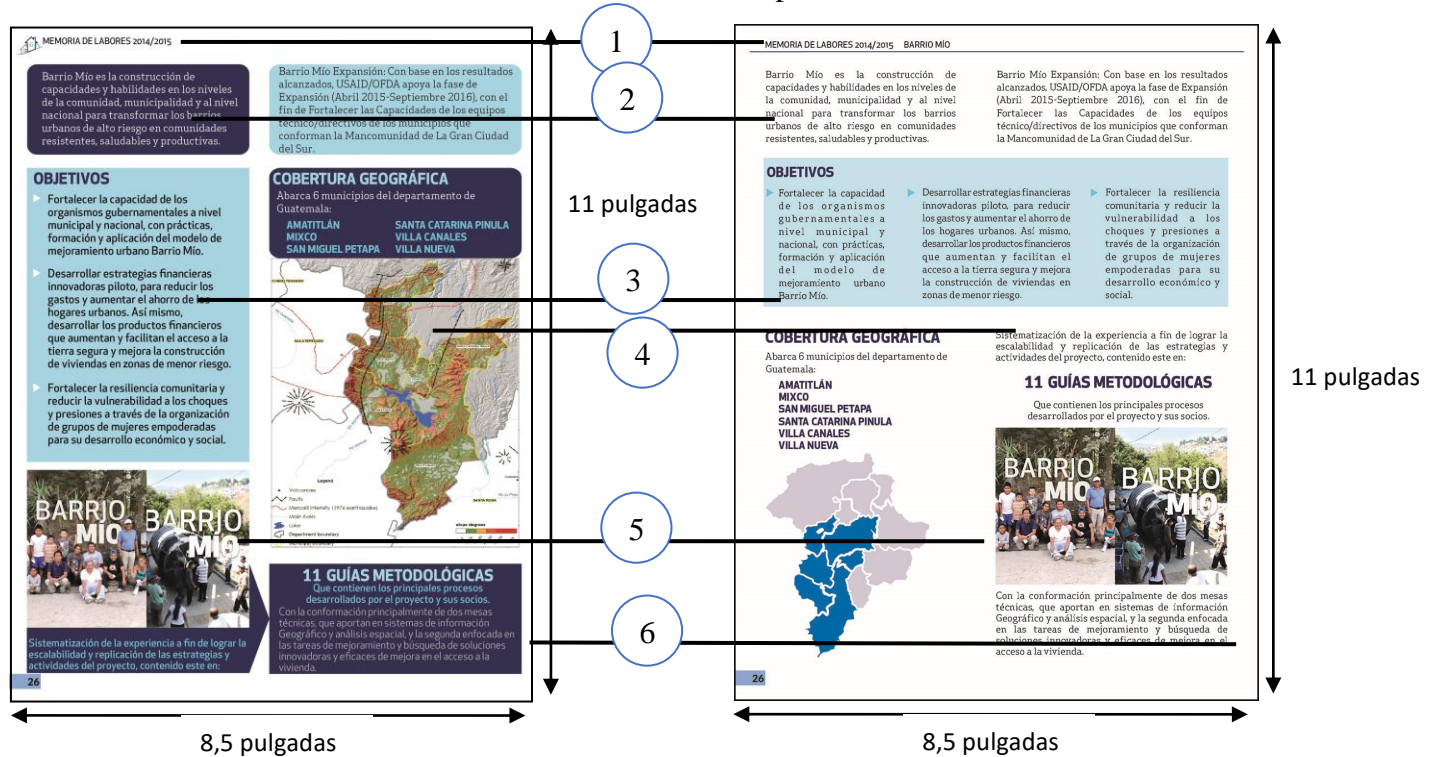 MEMORIA DE LABORES 2014/2015
Barrio Mío es la construcción de
capacidades y habilidades en los niveles
de la comunidad, municipalidad y al nivel
nacional para transformar los barrios
urbanos de alto riesgo en comunidades
resistentes, saludables y productivas.
Barrio Mío Expansión: Con base en los resultados
alcanzados, USAID/OFDA apoya la fase de
Expansión (Abril 2015-Septiembre 2016), con el
fin de Fortalecer las Capacidades de los equipos
técnico/directivos de los municipios que
conforman la Mancomunidad de La Gran Ciudad
del Sur.
OBJETIVOS
Fortalecer la capacidad de los
organismos gubernamentales a nivel
municipal y nacional, con prácticas,
formación y aplicación del modelo de
mejoramiento urbano Barrio Mío.
Desarrollar estrategias financieras
innovadoras piloto, para reducir los
gastos y aumentar el ahorro de los
hogares urbanos. Así mismo,
desarrollar los productos financieros
que aumentan y facilitan el acceso a la
tierra segura y mejora la construcción
de viviendas en zonas de menor riesgo.
Fortalecer la resiliencia comunitaria y
reducir la vulnerabilidad a los choques
y presiones a través de la organización
de grupos de mujeres empoderadas
para su desarrollo económico y social.
COBERTURA GEOGRÁFICA
Abarca 6 municipios del departamento de
Guatemala:
AMATITLÁN SANTA CATARINA PINULA
MIXCO VILLA CANALES
SAN MIGUEL PETAPA VILLA NUEVA
SANTA ROSA
Legend
Volcanoes
Faults
Mercalli Intensity (1976 earthquake)
Main rivers
Lake
Department boundary
slope degrees
BARRIO
MÍO
BARRIO
MÍO
Sistematización de la experiencia a fin de lograr la
escalabilidad y replicación de las estrategias y
actividades del proyecto, contenido este en:
11 GUÍAS METODOLÓGICAS
Que contienen los principales procesos
desarrollados por el proyecto y sus socios.
Con la conformación principalmente de dos mesas
técnicas, que aportan en sistemas de información
Geográfico y análisis espacial, y la segunda enfocada en
las tareas de mejoramiento y búsqueda de soluciones
innovadoras y eficaces de mejora en el acceso a la
vivienda.
26
8,5 pulgadas
11 pulgadas
1
2
3
4
5
6
MEMORIA DE LABORES 2014/2015 BARRIO MÍO
Barrio Mío es la construcción de
capacidades y habilidades en los niveles
de la comunidad, municipalidad y al nivel
nacional para transformar los barrios
urbanos de alto riesgo en comunidades
resistentes, saludables y productivas.
Barrio Mío Expansión: Con base en los resultados
alcanzados, USAID/OFDA apoya la fase de Expansión
(Abril 2015-Septiembre 2016), con el fin de
Fortalecer las Capacidades de los equipos
técnico/directivos de los municipios que conforman
la Mancomunidad de La Gran Ciudad del Sur.
OBJETIVOS
Fortalecer la capacidad
de los organismos
gubernamentales a
nivel municipal y
nacional, con prácticas,
formación y aplicación
del modelo de
mejoramiento urbano
Barrio Mío.
Desarrollar estrategias financieras
innovadoras piloto, para reducir
los gastos y aumentar el ahorro de
los hogares urbanos. Así mismo,
desarrollar los productos financieros
que aumentan y facilitan el
acceso a la tierra segura y mejora
la construcción de viviendas en
zonas de menor riesgo.
Fortalecer la resiliencia
comunitaria y reducir la
vulnerabilidad a los
choques y presiones a
través de la organización
de grupos de mujeres
empoderadas para su
desarrollo económico y
social.
COBERTURA GEOGRÁFICA
Abarca 6 municipios del departamento de
Guatemala:
AMATITLÁN
MIXCO
SAN MIGUEL PETAPA
SANTA CATARINA PINULA
VILLA CANALES
VILLA NUEVA
Sistematización de la experiencia a fin de lograr la
escalabilidad y replicación de las estrategias y
actividades del proyecto, contenido este en:
11 GUÍAS METODOLÓGICAS
Que contienen los principales procesos
desarrollados por el proyecto y sus socios.
BARRIO
MÍO
BARRIO
MÍO
Con la conformación principalmente de dos mesas
técnicas, que aportan en sistemas de información
Geográfico y análisis espacial, y la segunda enfocada
en las tareas de mejoramiento y búsqueda de
soluciones innovadoras y eficaces de mejora en el
acceso a la vivienda.
26
8,5 pulgadas
11 pulgadas